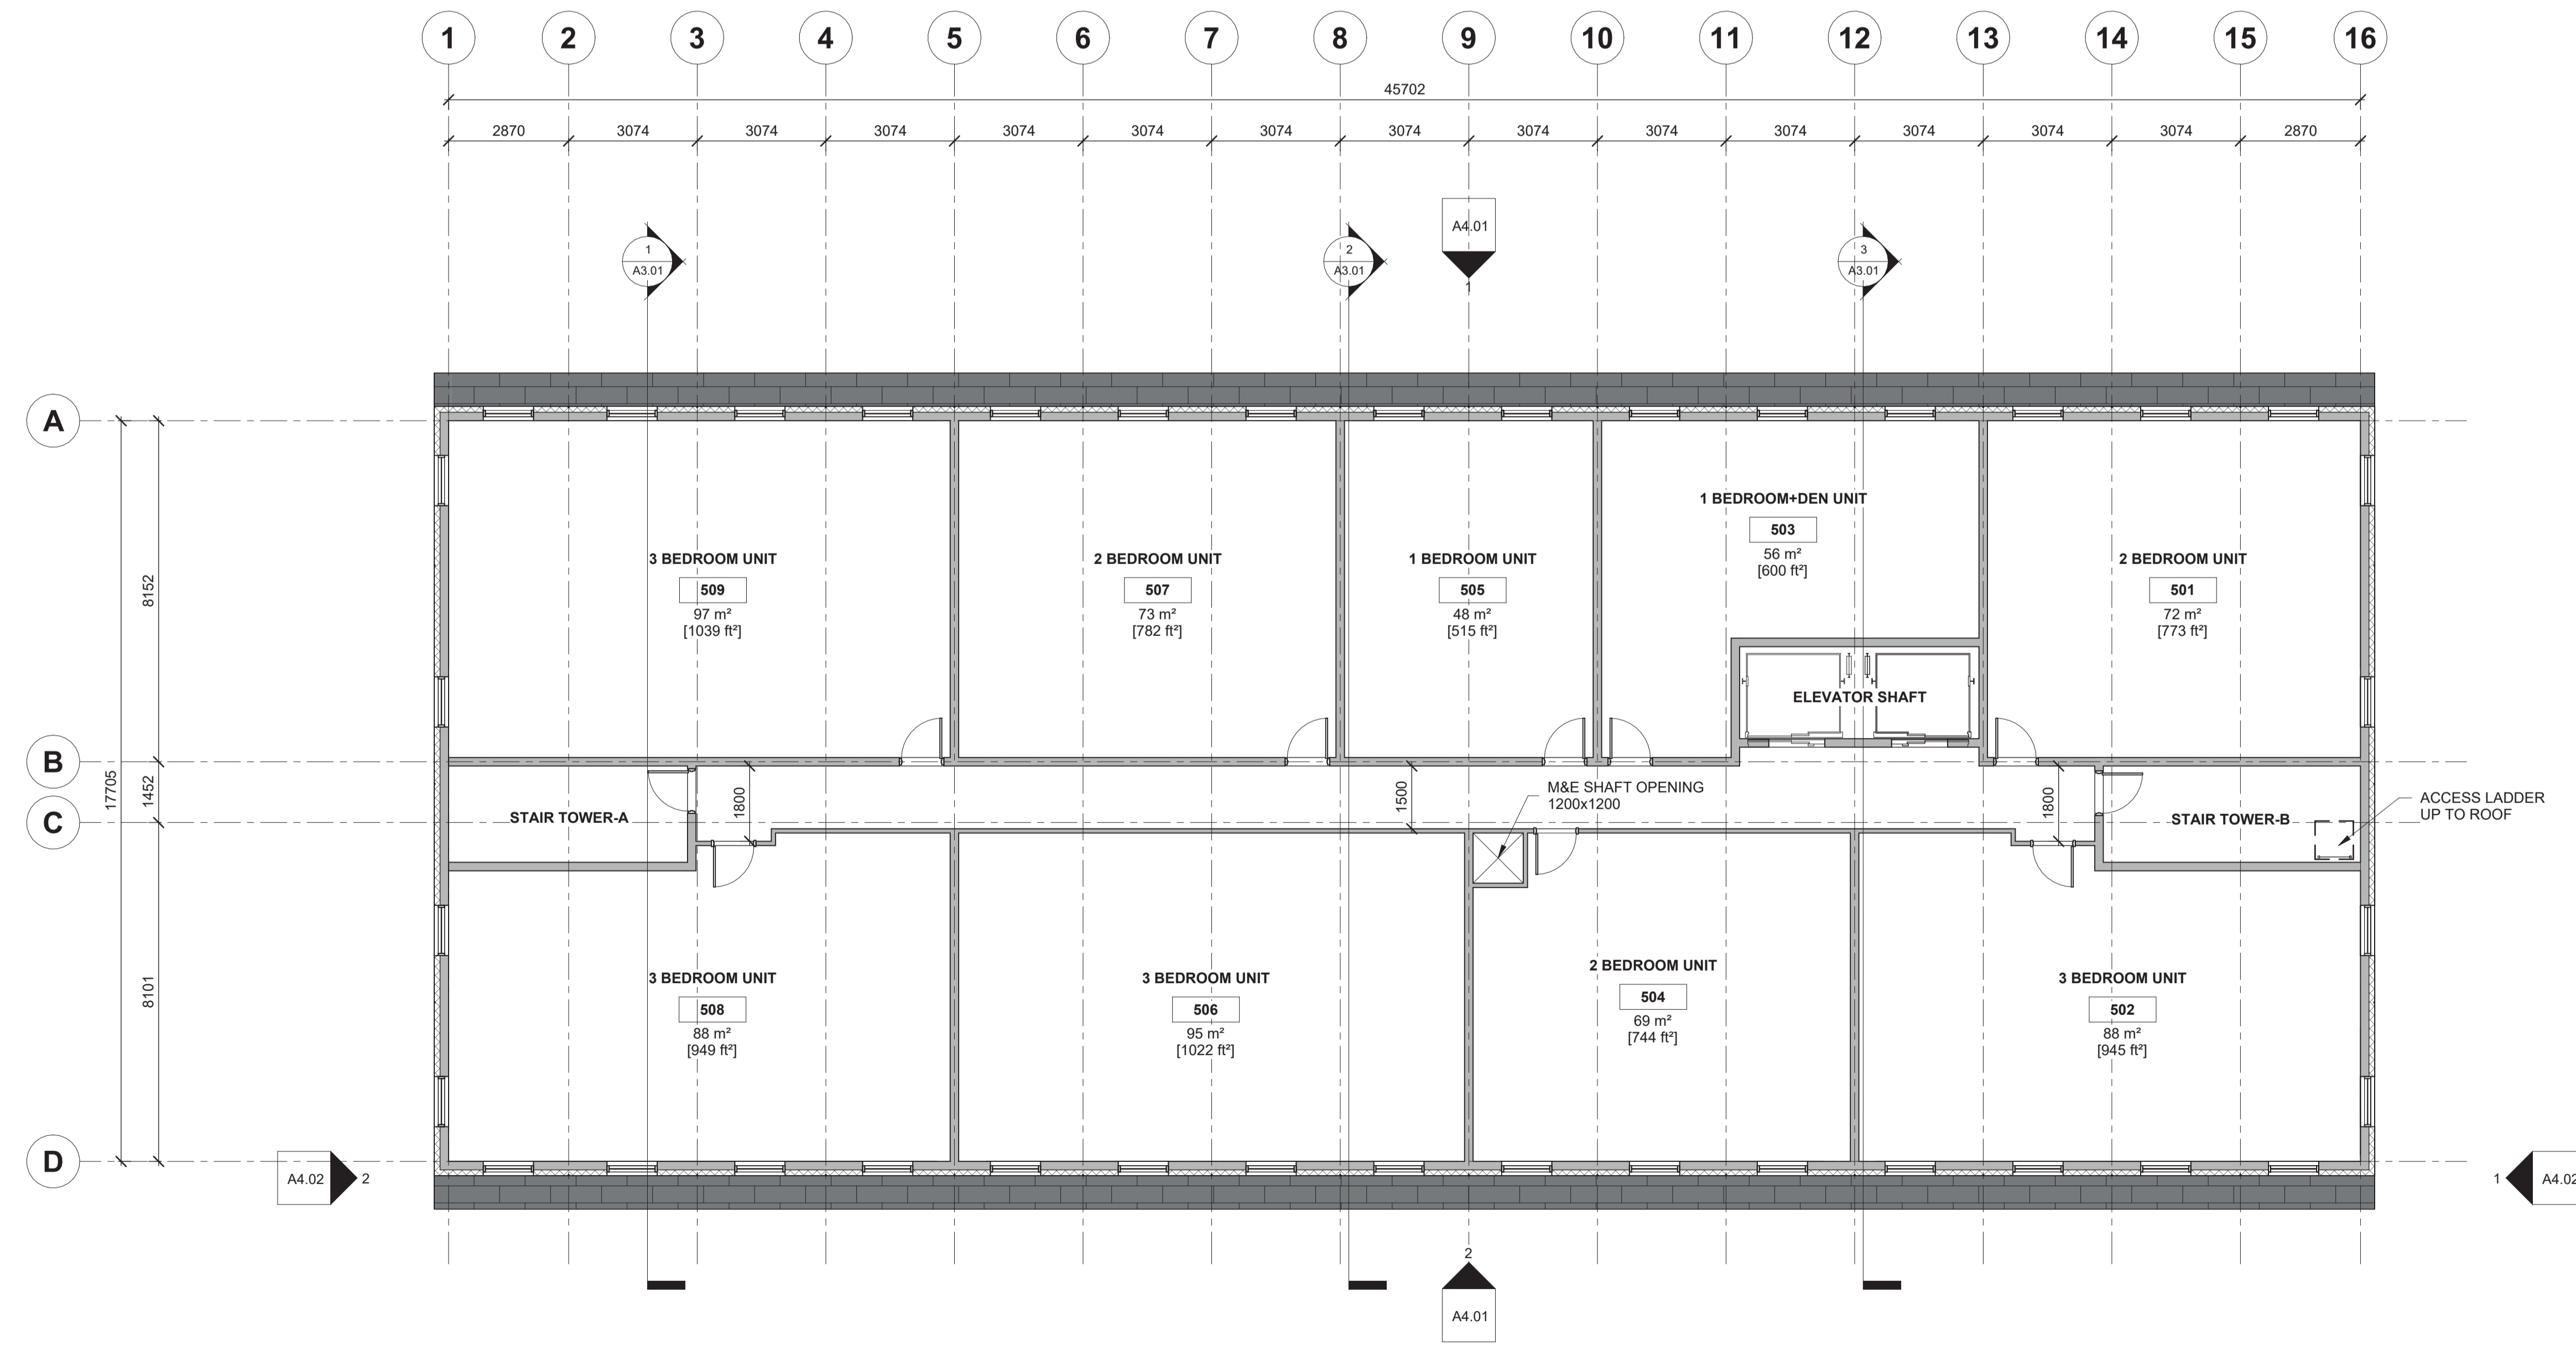 1 2 3 4 5 6 7 8 9 10 11 12 13 14 15 16
45702
2870 3074 3074 3074 3074 3074 3074 3074 3074 3074 3074 3074 3074 3074 2870
A4.01
1
1
A3.01
2
A3.01
3
A3.01
A
B
C
D
17705
8152
1452
8101
3 BEDROOM UNIT
509
97 m²
[1039 ft²]
2 BEDROOM UNIT
507
73 m²
[782 ft²]
1 BEDROOM UNIT
505
48 m²
[515 ft²]
1 BEDROOM+DEN UNIT
503
56 m²
[600 ft²]
2 BEDROOM UNIT
501
72 m²
[773 ft²]
ELEVATOR SHAFT
STAIR TOWER-A
1800
1500
M&E SHAFT OPENING
1200x1200
1800
STAIR TOWER-B
ACCESS LADDER
UP TO ROOF
3 BEDROOM UNIT
508
88 m²
[949 ft²]
3 BEDROOM UNIT
506
95 m²
[1022 ft²]
2 BEDROOM UNIT
504
69 m²
[744 ft²]
3 BEDROOM UNIT
502
88 m²
[945 ft²]
A4.02 2
1 A4.02
2
A4.01